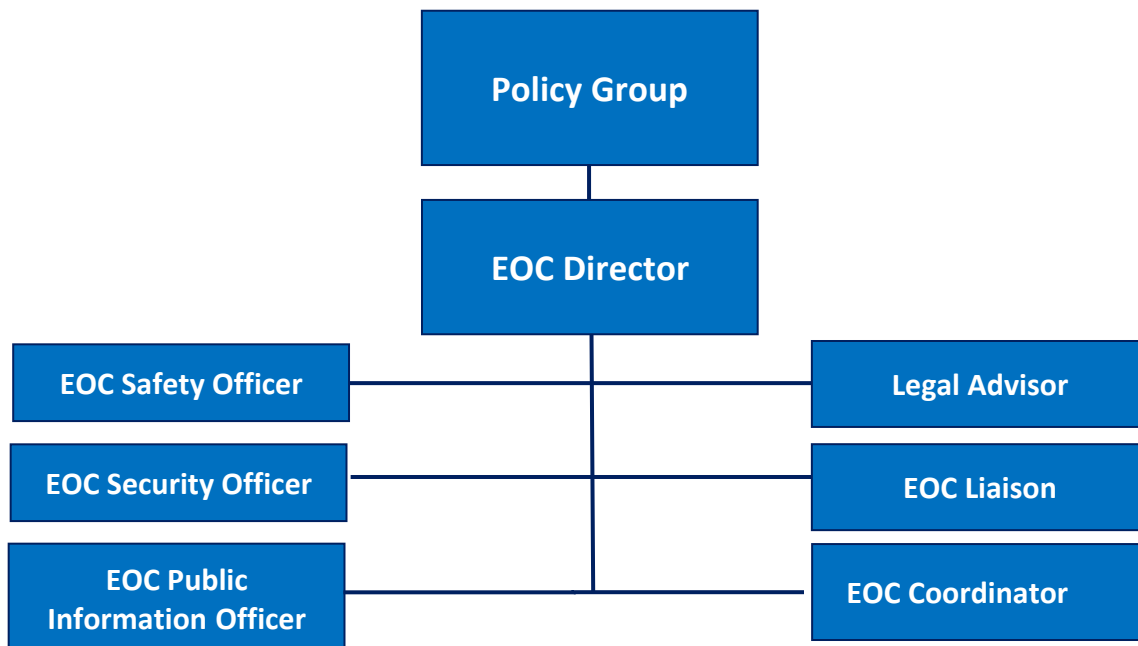 Policy Group
EOC Director
EOC Safety Officer
Legal Advisor
EOC Security Officer
EOC Liaison
EOC Public
Information Officer
EOC Coordinator